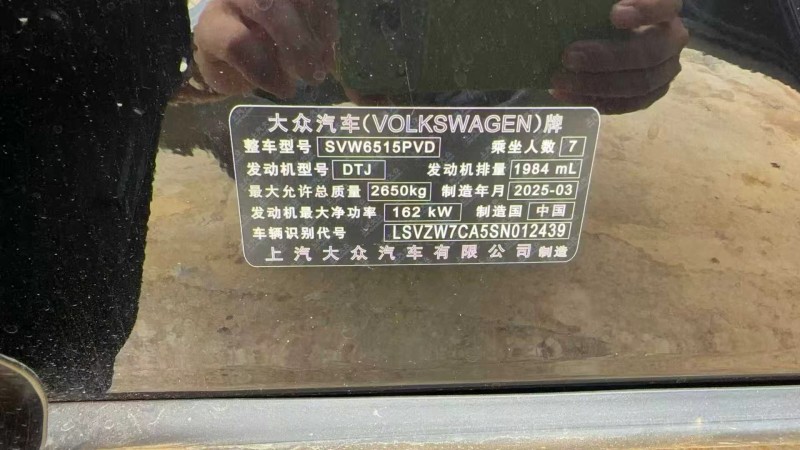 大众汽车(VOLKSWAGEN)牌
整车型号 SVW6515PVD 乘坐人数 7
发动机型号 DTJ 发动机排量 1984 mL
最大允许总质量 2650kg 制造年月 2025-03
发动机最大净功率 162 kW 制造国 中国
车辆识别代号 LSVZW7CA5SN012439
上汽大众汽车有限公司 制造